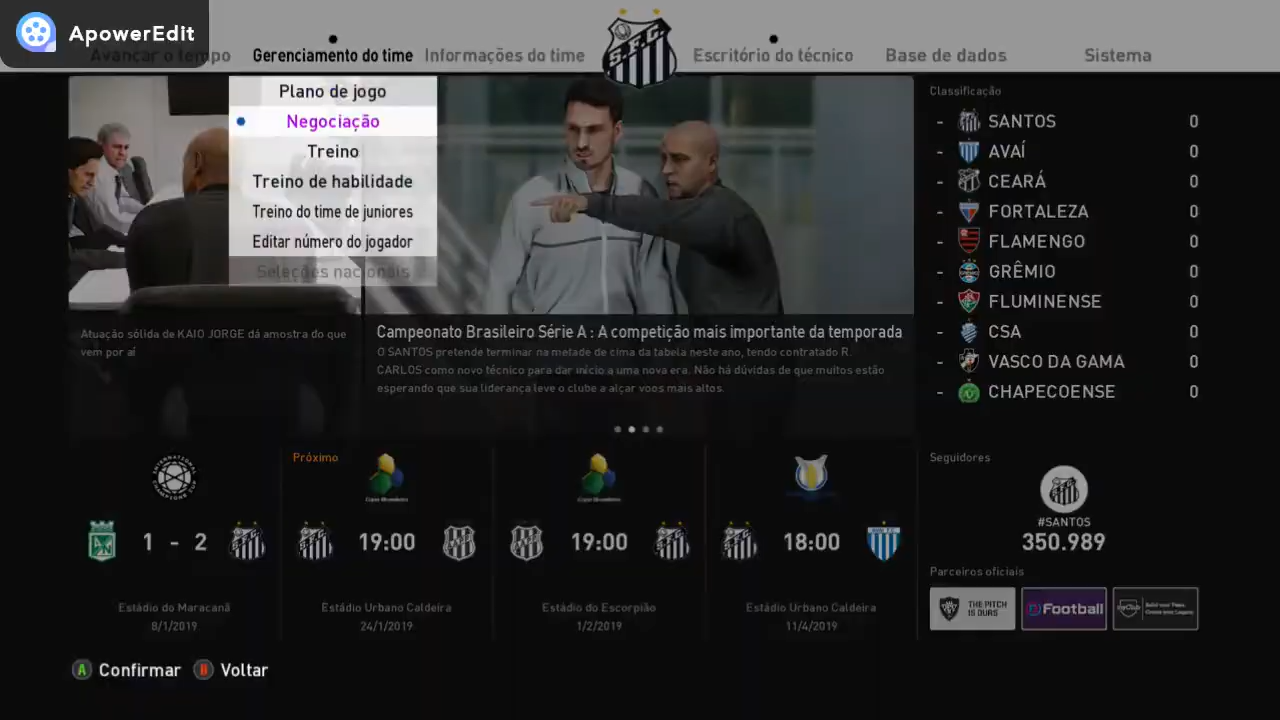 ApowerEdit
Avançar o tempo
Gerenciamento do time
Informações do time
Escritório do técnico
Base de dados
Sistema
Plano de jogo
Negociação
Treino
Treino de habilidade
Treino do time de juniores
Editar número do jogador
Seleções nacionais
Atuação sólida de KAIO JORGE dá amostra do que
vem por aí
Campeonato Brasileiro Série A : A competição mais importante da temporada
O SANTOS pretende terminar na metade de cima da tabela neste ano, tendo contratado R.
CARLOS como novo técnico para dar início a uma nova era. Não há dúvidas de que muitos estão
esperando que sua liderança leve o clube a alçar voos mais altos.
Classificação
- SANTOS 0
- AVAÍ 0
- CEARÁ 0
- FORTALEZA 0
- FLAMENGO 0
- GRÊMIO 0
- FLUMINENSE 0
- CSA 0
- VASCO DA GAMA 0
- CHAPECOENSE 0
1 - 2
Estádio do Maracanã
8/1/2019
Próximo
19:00
Estádio Urbano Caldeira
24/1/2019
19:00
Estádio do Escorpião
1/2/2019
18:00
Estádio Urbano Caldeira
11/4/2019
Seguidores
#SANTOS
350.989
Parceiros oficiais
THE PITCH
IS OURS
eFootball
myClub
A Confirmar B Voltar